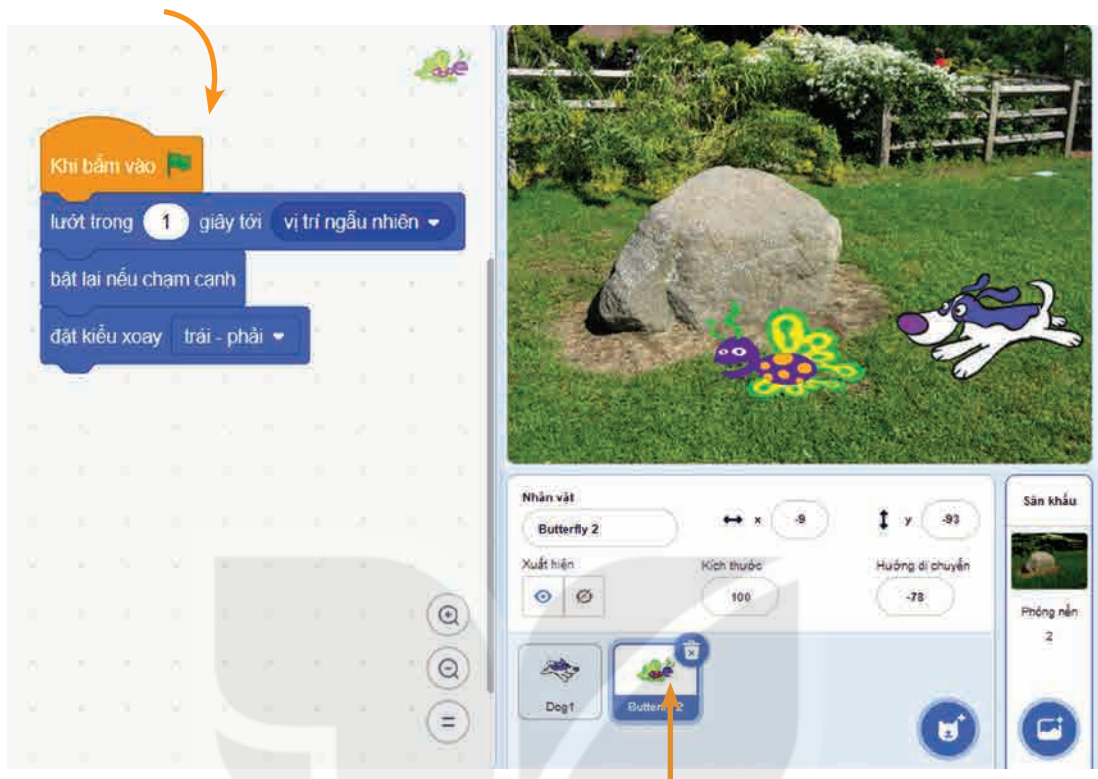 Khi bấm vào
lướt trong 1 giây tới vị trí ngẫu nhiên
bật lại nếu chạm cạnh
đặt kiểu xoay trái - phải
Nhân vật
Butterfly 2
x -9
y -93
Xuất hiện
Kích thước
100
Hướng di chuyển
-78
Dog1
Butterfly 2
Sân khấu
Phông nền
2